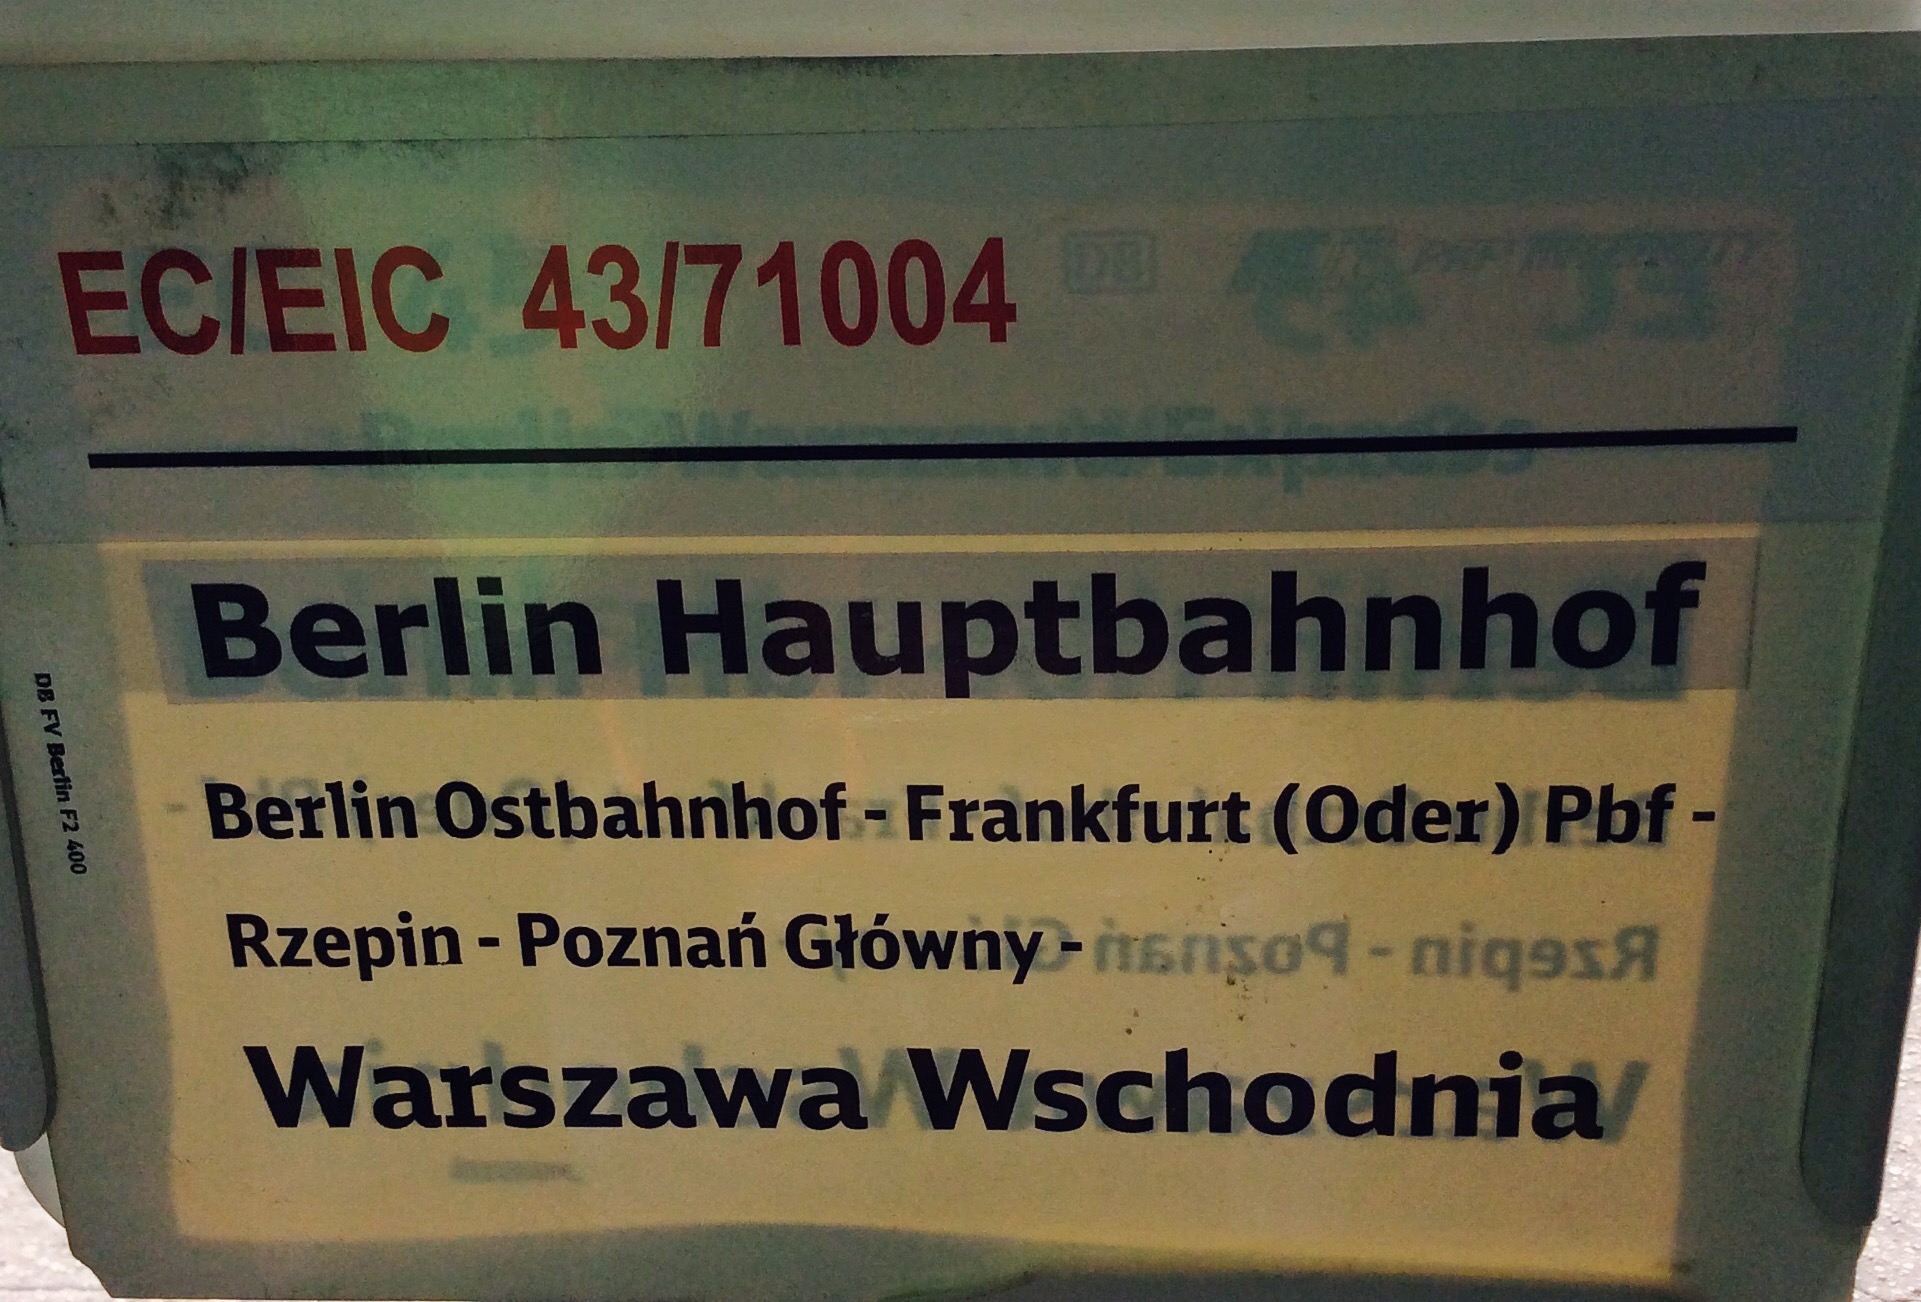 EC/EIC 43/71004
Berlin Hauptbahnhof
Berlin Ostbahnhof - Frankfurt (Oder) Pbf -
Rzepin - Poznań Główny -
Warszawa Wschodnia
DB FV Berlin F2 400